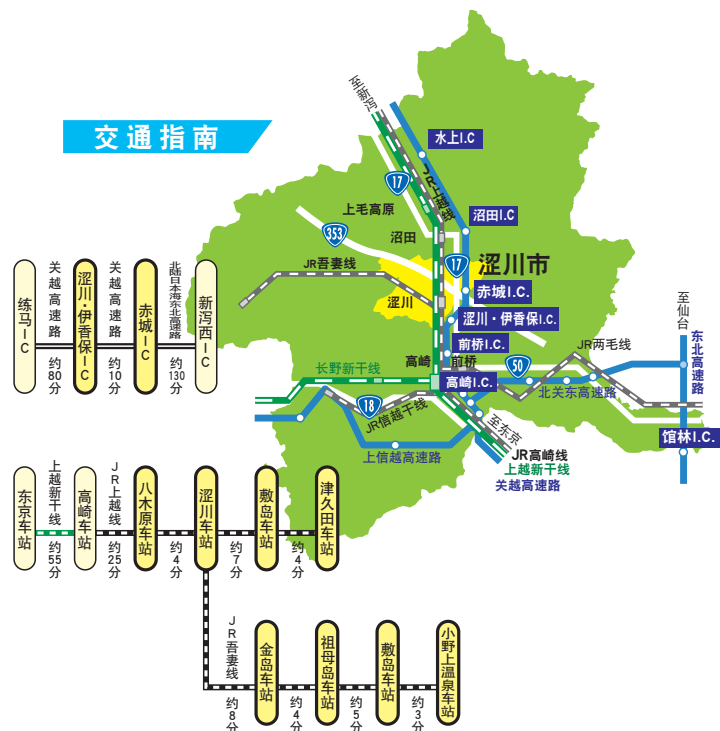 交通指南
至新泻
水上I.C
17
JR上越线
上毛高原
沼田I.C
353
沼田
17
涩川市
JR吾妻线
赤城I.C.
涩川
涩川・伊香保I.C.
至仙台
前桥I.C.
JR两毛线
东北高速路
高崎
前桥
50
长野新干线
高崎I.C.
北关东高速路
18
JR信越干线
至东京
馆林I.C.
上信越高速路
JR高崎线
上越新干线
关越高速路
练马IC
关越高速路
约80分
涩川・伊香保IC
关越高速路
约10分
赤城IC
北陆日本海东北高速路
约130分
新泻西IC
东京车站
上越新干线
约55分
高崎车站
JR上越线
约25分
八木原车站
约4分
涩川车站
约7分
敷岛车站
约4分
津久田车站
JR吾妻线
约8分
金岛车站
约4分
祖母岛车站
约5分
敷岛车站
约3分
小野上温泉车站